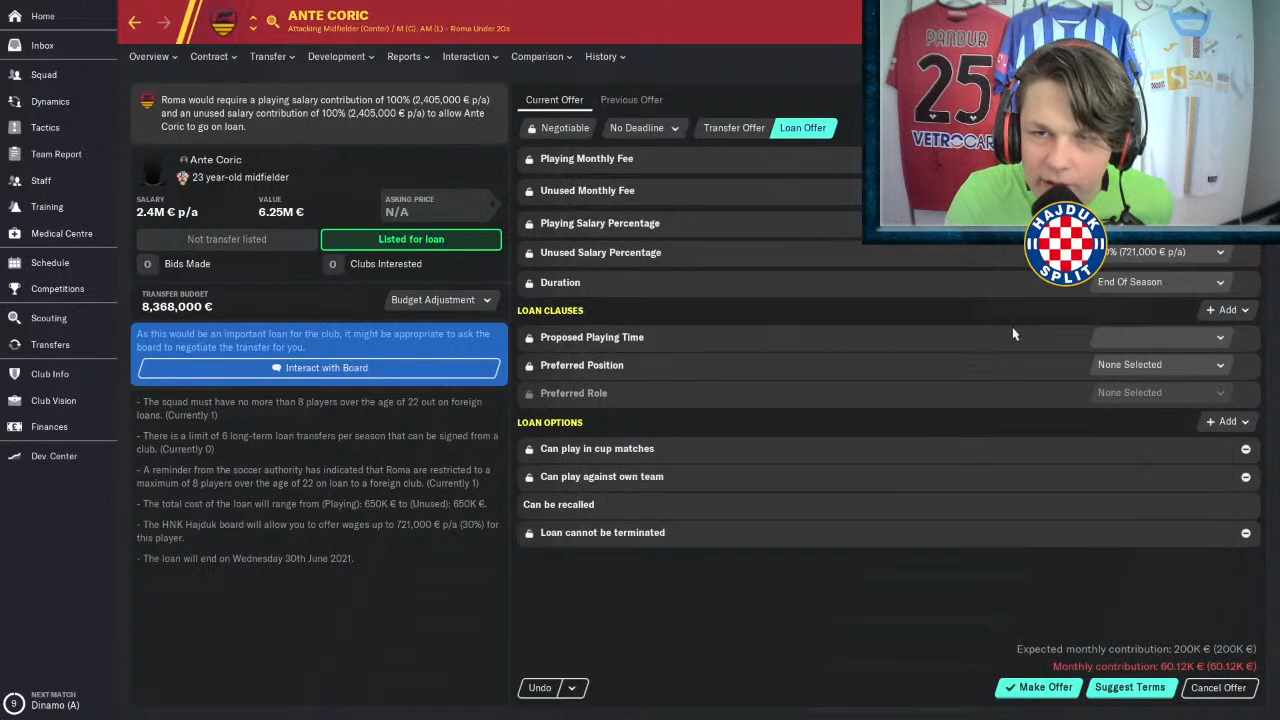 ANTE CORIC
Attacking Midfielder (Center) / M (C), AM (L) - Roma Under 20s
Home
Inbox
Squad
Dynamics
Tactics
Team Report
Staff
Training
Medical Centre
Schedule
Competitions
Scouting
Transfers
Club Info
Club Vision
Finances
Dev. Center
9
NEXT MATCH
Dinamo (A)
Overview
Contract
Transfer
Development
Reports
Interaction
Comparison
History
Roma would require a playing salary contribution of 100% (2,405,000 € p/a)
and an unused salary contribution of 100% (2,405,000 € p/a) to allow Ante
Coric to go on loan.
Ante Coric
23 year-old midfielder
SALARY
2.4M € p/a
VALUE
6.25M €
ASKING PRICE
N/A
Not transfer listed
Listed for loan
0 Bids Made
0 Clubs Interested
TRANSFER BUDGET
8,368,000 €
Budget Adjustment
As this would be an important loan for the club, it might be appropriate to ask the
board to negotiate the transfer for you.
Interact with Board
- The squad must have no more than 8 players over the age of 22 out on foreign
loans. (Currently 1)
- There is a limit of 6 long-term loan transfers per season that can be signed from a
club. (Currently 0)
- A reminder from the soccer authority has indicated that Roma are restricted to a
maximum of 8 players over the age of 22 on loan to a foreign club. (Currently 1)
- The total cost of the loan will range from (Playing): 650K € to (Unused): 650K €.
- The HNK Hajduk board will allow you to offer wages up to 721,000 € p/a (30%) for
this player.
- The loan will end on Wednesday 30th June 2021.
Current Offer
Previous Offer
Negotiable
No Deadline
Transfer Offer
Loan Offer
Playing Monthly Fee
Unused Monthly Fee
Playing Salary Percentage
Unused Salary Percentage
% (721,000 € p/a)
Duration
End Of Season
LOAN CLAUSES
+ Add
Proposed Playing Time
Preferred Position
None Selected
Preferred Role
None Selected
LOAN OPTIONS
+ Add
Can play in cup matches
Can play against own team
Can be recalled
Loan cannot be terminated
Expected monthly contribution: 200K € (200K €)
Monthly contribution: 60.12K € (60.12K €)
Undo
Make Offer
Suggest Terms
Cancel Offer
PANDUR
25
VETROCAR
SAVA
HAJDUK
SPLIT